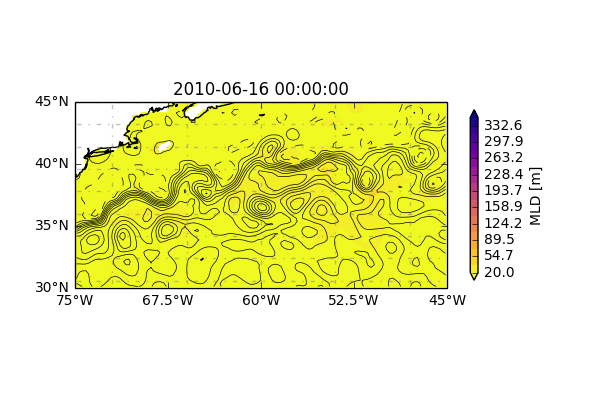 2010-06-16 00:00:00
45°N
40°N
35°N
30°N
75°W
67.5°W
60°W
52.5°W
45°W
332.6
297.9
263.2
228.4
193.7
158.9
124.2
89.5
54.7
20.0
MLD [m]